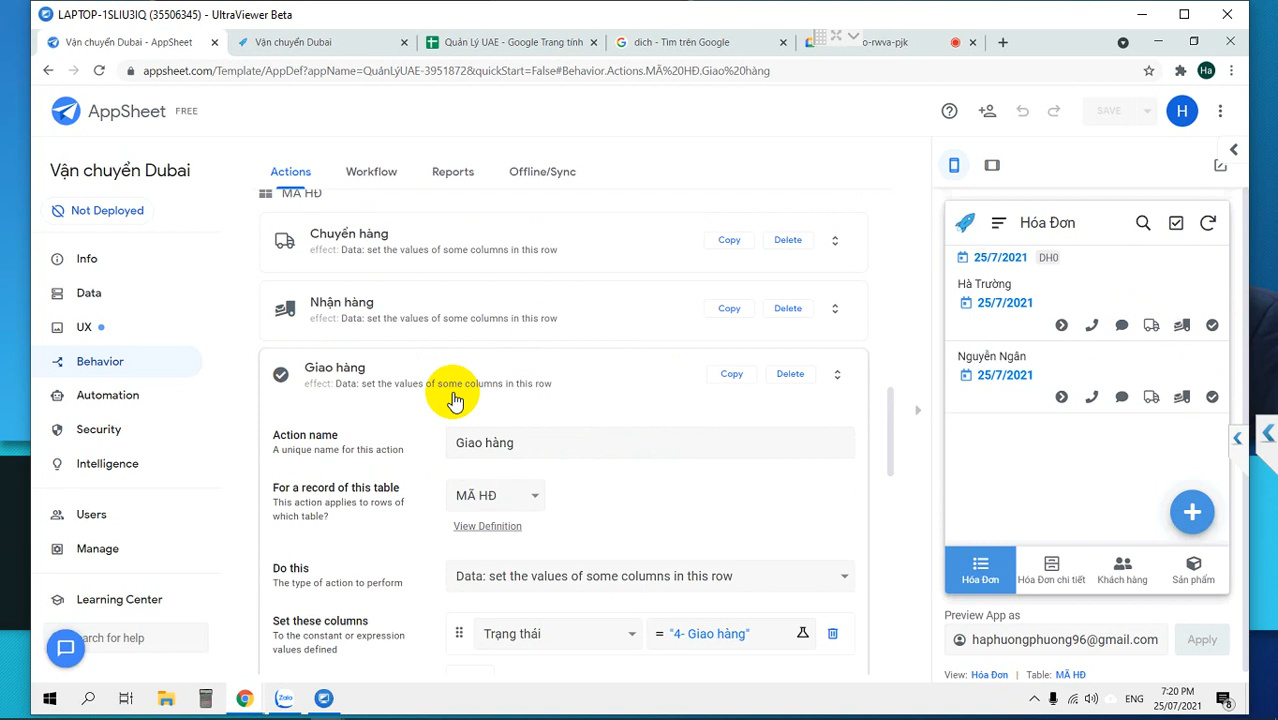 LAPTOP-1SLIU3IQ (35506345) - UltraViewer Beta
Vận chuyển Dubai - AppSheet
Vận chuyển Dubai
Quản Lý UAE - Google Trang tính
dich - Tìm trên Google
o-rwva-pjk
appsheet.com/Template/AppDef?appName=QuảnLýUAE-3951872&quickStart=False#Behavior.Actions.MÃ%20HĐ.Giao%20hàng
Ha
AppSheet FREE
SAVE
H
Vận chuyển Dubai
Not Deployed
Info
Data
UX
Behavior
Automation
Security
Intelligence
Users
Manage
Learning Center
earch for help
Actions
Workflow
Reports
Offline/Sync
MÃ HĐ
Chuyển hàng
effect: Data: set the values of some columns in this row
Copy
Delete
Nhận hàng
effect: Data: set the values of some columns in this row
Copy
Delete
Giao hàng
effect: Data: set the values of some columns in this row
Copy
Delete
Action name
A unique name for this action
Giao hàng
For a record of this table
This action applies to rows of
which table?
MÃ HĐ
View Definition
Do this
The type of action to perform
Data: set the values of some columns in this row
Set these columns
To the constant or expression
values defined
Trạng thái
= "4- Giao hàng"
Hóa Đơn
25/7/2021 DH0
Hà Trường
25/7/2021
Nguyễn Ngân
25/7/2021
Hóa Đơn
Hóa Đơn chi tiết
Khách hàng
Sản phẩm
Preview App as
haphuongphuong96@gmail.com
Apply
View: Hóa Đơn | Table: MÃ HĐ
Zalo
ENG
7:20 PM
25/07/2021
8